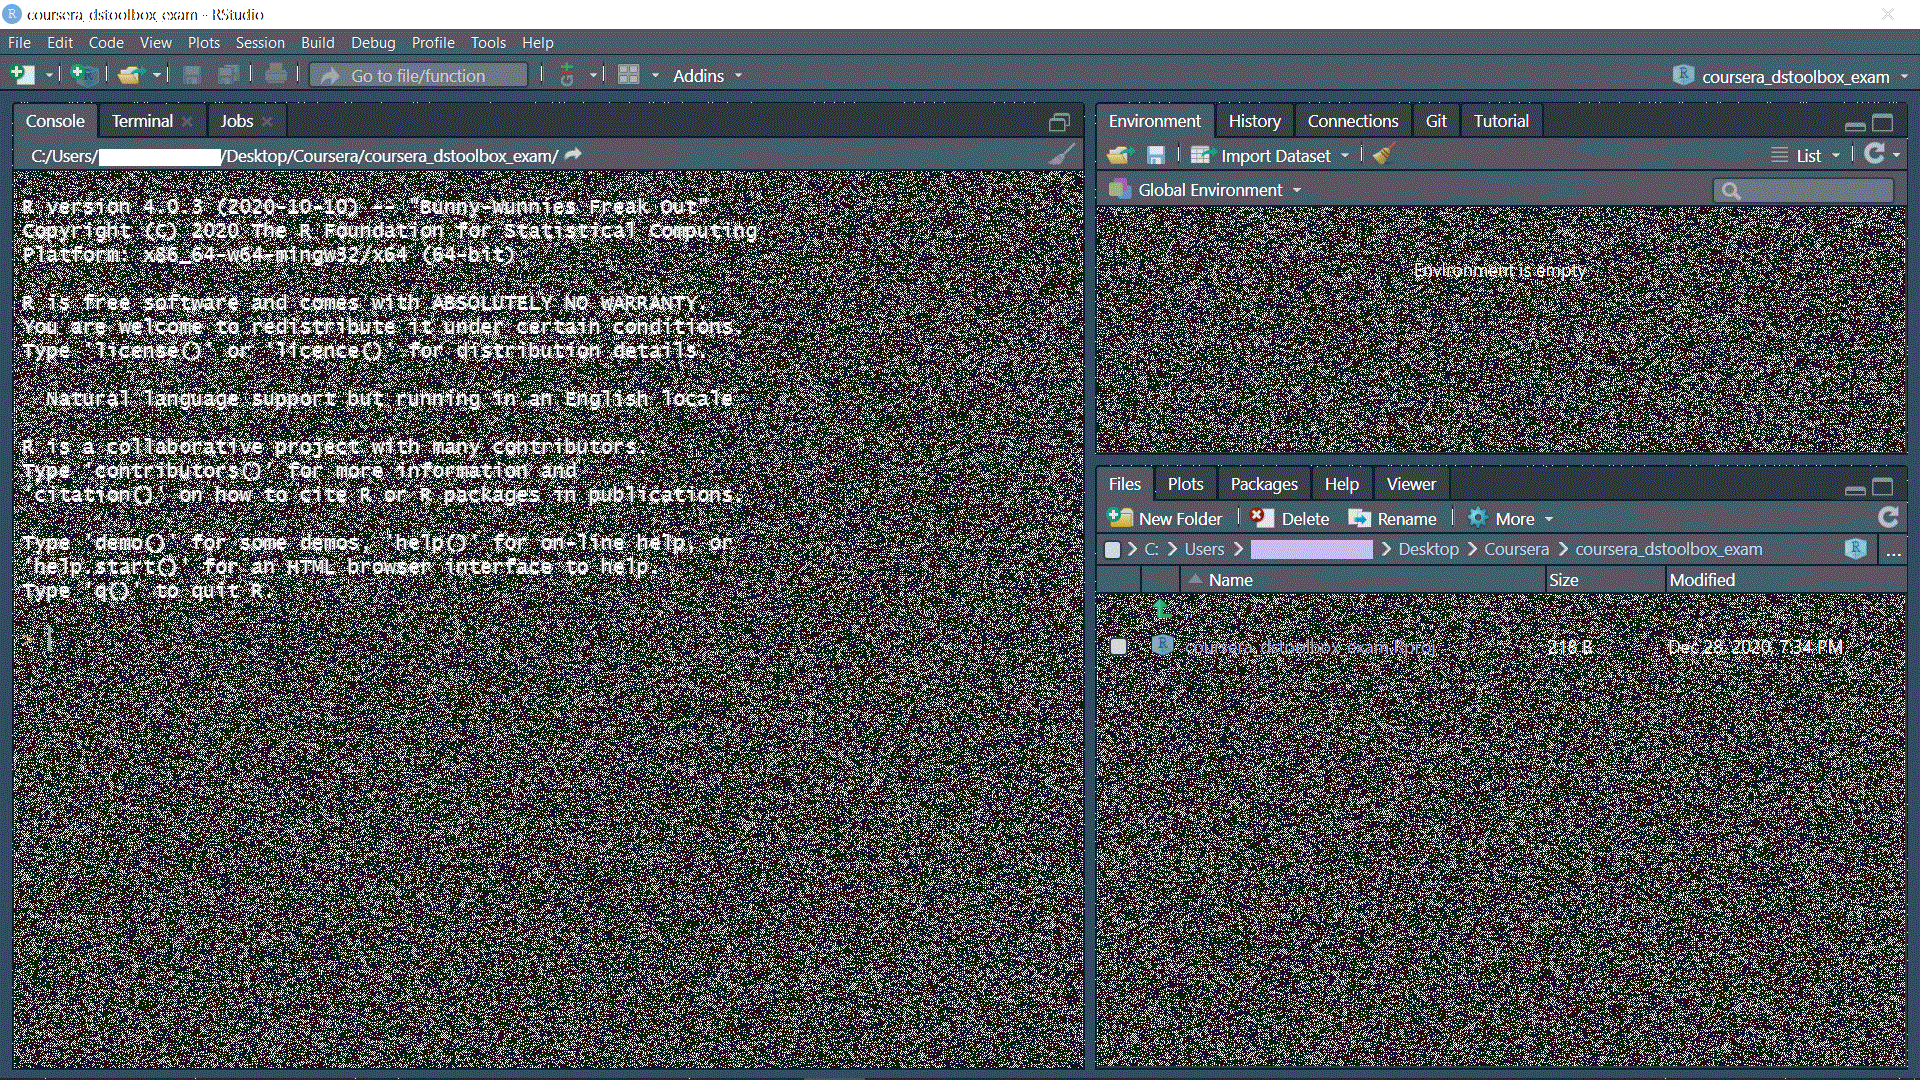 coursera_dstoolbox_exam - RStudio
File Edit Code View Plots Session Build Debug Profile Tools Help
Go to file/function Addins coursera_dstoolbox_exam
Console Terminal Jobs
C:/Users/ /Desktop/Coursera/coursera_dstoolbox_exam/
R version 4.0.3 (2020-10-10) -- "Bunny-Wunnies Freak Out"
Copyright (C) 2020 The R Foundation for Statistical Computing
Platform: x86_64-w64-mingw32/x64 (64-bit)
R is free software and comes with ABSOLUTELY NO WARRANTY.
You are welcome to redistribute it under certain conditions.
Type 'license()' or 'licence()' for distribution details.
Natural language support but running in an English locale
R is a collaborative project with many contributors.
Type 'contributors()' for more information and
'citation()' on how to cite R or R packages in publications.
Type 'demo()' for some demos, 'help()' for on-line help, or
'help.start()' for an HTML browser interface to help.
Type 'q()' to quit R.
>
Environment History Connections Git Tutorial
Import Dataset List
Global Environment
Environment is empty
Files Plots Packages Help Viewer
New Folder Delete Rename More
C: Users Desktop Coursera coursera_dstoolbox_exam ...
Name Size Modified
coursera_dstoolbox_exam.Rproj 218 B Dec 28, 2020, 7:34 PM